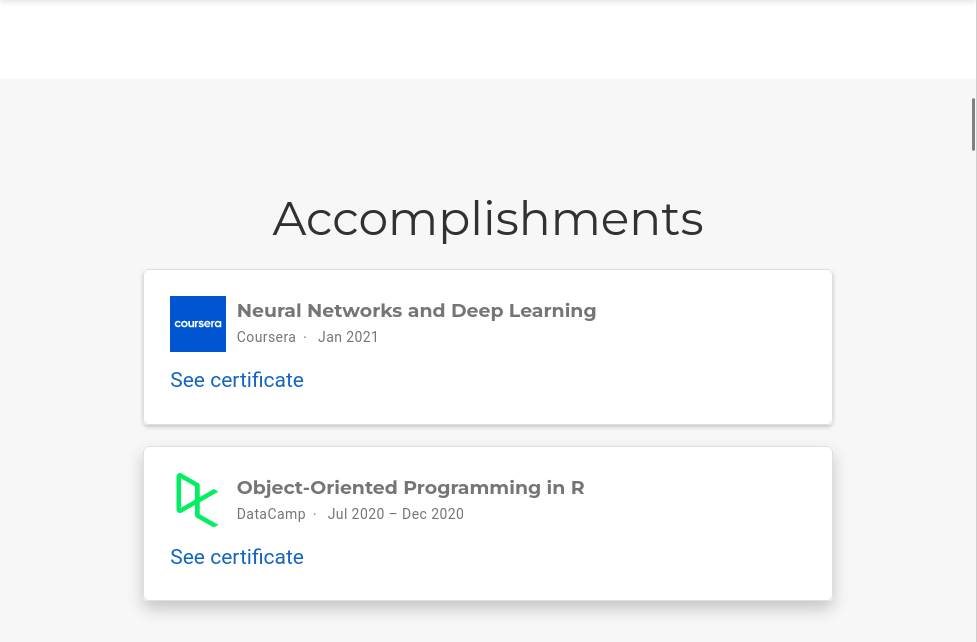 Accomplishments
coursera
Neural Networks and Deep Learning
Coursera · Jan 2021
See certificate
Object-Oriented Programming in R
DataCamp · Jul 2020 – Dec 2020
See certificate